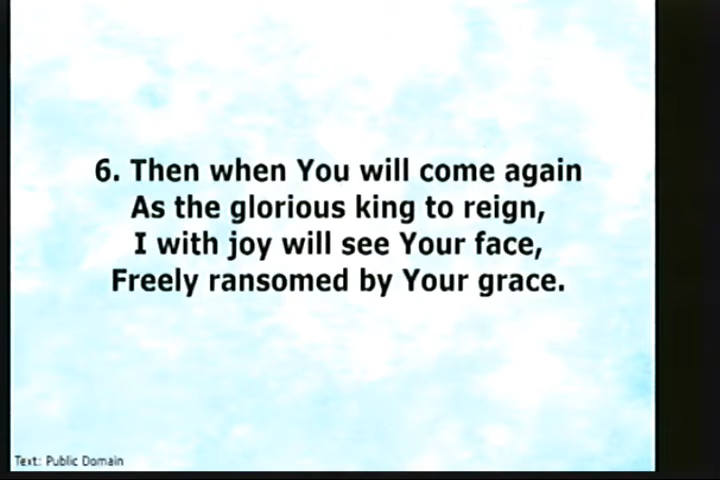 6. Then when You will come again
As the glorious king to reign,
I with joy will see Your face,
Freely ransomed by Your grace.
Text: Public Domain